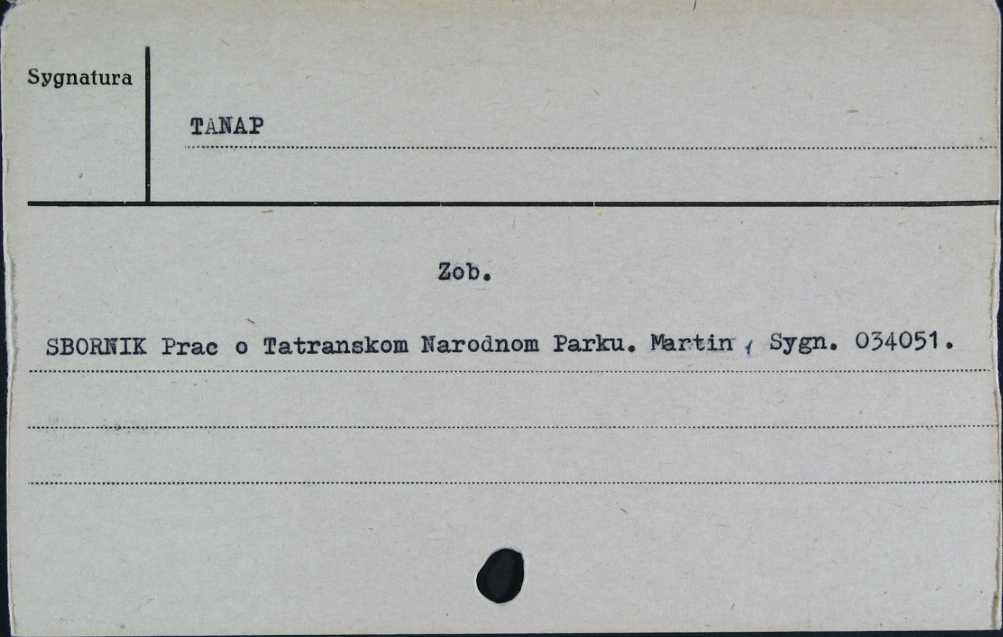 Sygnatura
TANAP
Zob.
SBORNIK Prac o Tatranskom Narodnom Parku. Martin, Sygn. 034051.